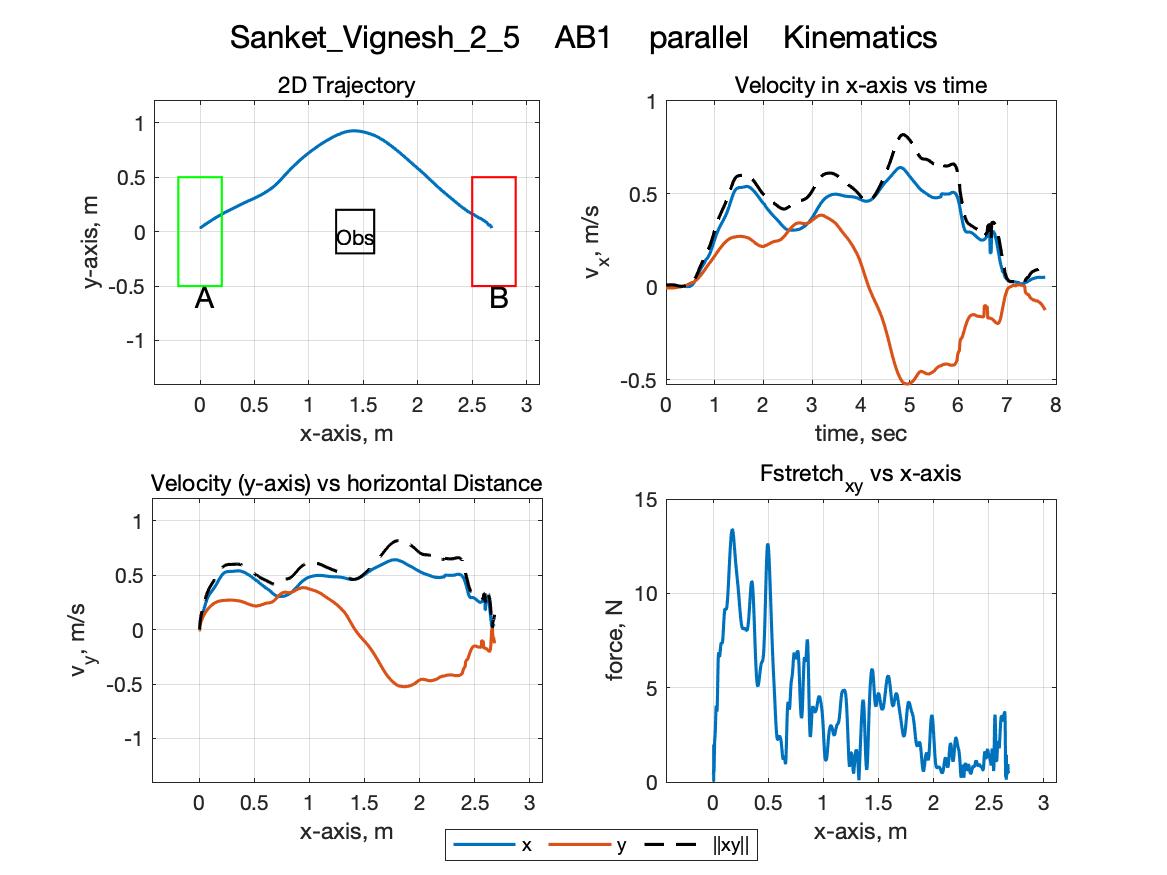 Sanket_Vignesh_2_5 AB1 parallel Kinematics
2D Trajectory
1
0.5
0
-0.5
-1
y-axis, m
Obs
A
B
0 0.5 1 1.5 2 2.5 3
x-axis, m
Velocity in x-axis vs time
1
0.5
0
-0.5
v_x, m/s
0 1 2 3 4 5 6 7 8
time, sec
Velocity (y-axis) vs horizontal Distance
1
0.5
0
-0.5
-1
v_y, m/s
0 0.5 1 1.5 2 2.5 3
x-axis, m
Fstretch_xy vs x-axis
15
10
5
0
force, N
0 0.5 1 1.5 2 2.5 3
x-axis, m
x y ||xy||